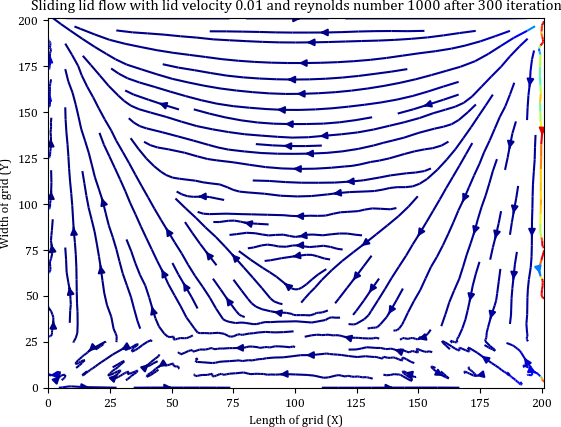 Sliding lid flow with lid velocity 0.01 and reynolds number 1000 after 300 iteration
200
175
150
125
100
75
50
25
0
Width of grid (Y)
0 25 50 75 100 125 150 175 200
Length of grid (X)